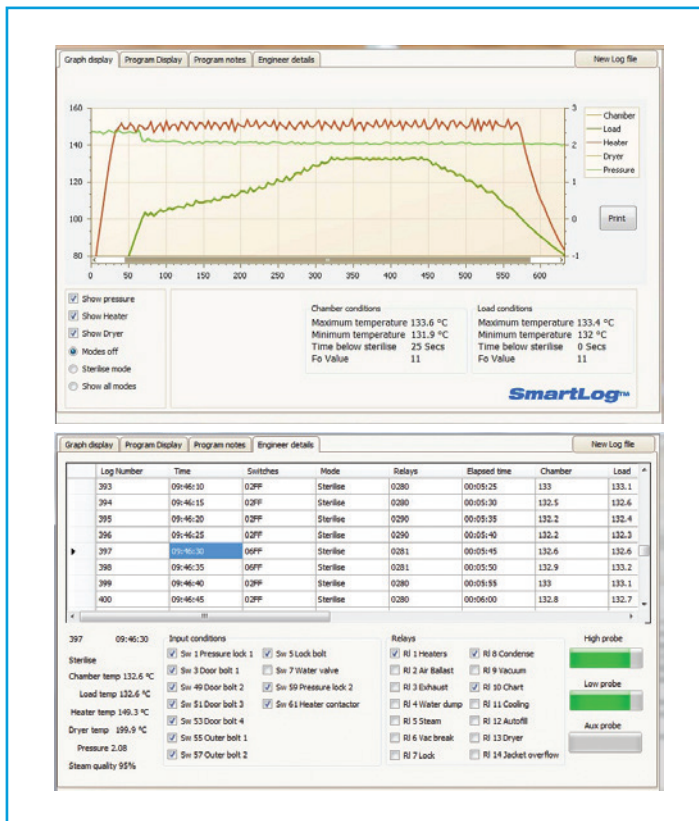 Graph display Program Display Program notes Engineer details New Log file
160 3
140 2
120 1
100 0
80 -1
0 50 100 150 200 250 300 350 400 450 500 550 600
Chamber
Load
Heater
Dryer
Pressure
Print
Show pressure
Show Heater
Show Dryer
Modes off
Sterilise mode
Show all modes
Chamber conditions
Maximum temperature 133.6 °C
Minimum temperature 131.9 °C
Time below sterilise 25 Secs
Fo Value 11
Load conditions
Maximum temperature 133.4 °C
Minimum temperature 132 °C
Time below sterilise 0 Secs
Fo Value 11
SmartLog™
Graph display Program Display Program notes Engineer details New Log file
Log Number Time Switches Mode Relays Elapsed time Chamber Load
393 09:46:10 02FF Sterilise 0280 00:05:25 133 133.1
394 09:46:15 02FF Sterilise 0280 00:05:30 132.5 132.6
395 09:46:20 02FF Sterilise 0290 00:05:35 132.2 132.4
396 09:46:25 02FF Sterilise 0290 00:05:40 132.2 132.3
397 09:46:30 06FF Sterilise 0281 00:05:45 132.6 132.6
398 09:46:35 06FF Sterilise 0281 00:05:50 132.9 133.2
399 09:46:40 02FF Sterilise 0280 00:05:55 133 133.1
400 09:46:45 02FF Sterilise 0280 00:06:00 132.8 132.7
397 09:46:30
Sterilise
Chamber temp 132.6 °C
Load temp 132.6 °C
Heater temp 149.3 °C
Dryer temp 199.9 °C
Pressure 2.08
Steam quality 95%
Input conditions
Sw 1 Pressure lock 1 Sw 5 Lock bolt
Sw 3 Door bolt 1 Sw 7 Water valve
Sw 49 Door bolt 2 Sw 59 Pressure lock 2
Sw 51 Door bolt 3 Sw 61 Heater contactor
Sw 53 Door bolt 4
Sw 55 Outer bolt 1
Sw 57 Outer bolt 2
Relays
Rl 1 Heaters Rl 8 Condense
Rl 2 Air Ballast Rl 9 Vacuum
Rl 3 Exhaust Rl 10 Chart
Rl 4 Water dump Rl 11 Cooling
Rl 5 Steam Rl 12 Autofill
Rl 6 Vac break Rl 13 Dryer
Rl 7 Lock Rl 14 Jacket overflow
High probe
Low probe
Aux probe